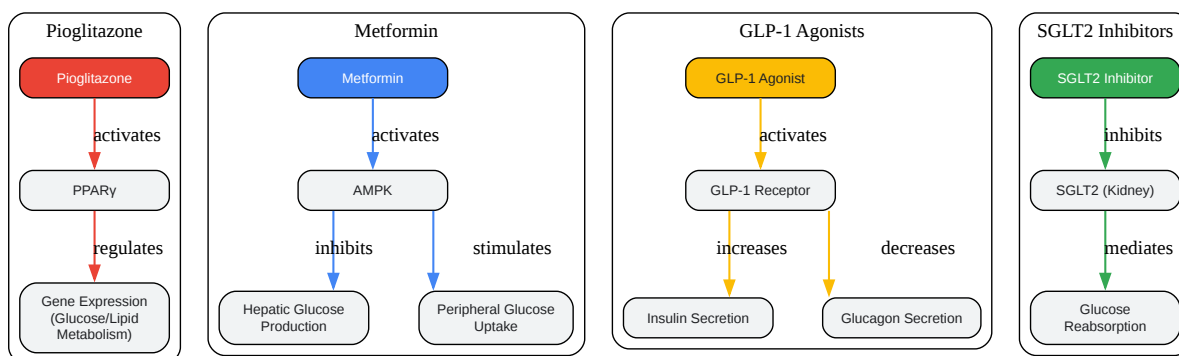 Pioglitazone
Pioglitazone
activates
PPARγ
regulates
Gene Expression
(Glucose/Lipid
Metabolism)
Metformin
Metformin
activates
AMPK
inhibits
stimulates
Hepatic Glucose
Production
Peripheral Glucose
Uptake
GLP-1 Agonists
GLP-1 Agonist
activates
GLP-1 Receptor
increases
decreases
Insulin Secretion
Glucagon Secretion
SGLT2 Inhibitors
SGLT2 Inhibitor
inhibits
SGLT2 (Kidney)
mediates
Glucose
Reabsorption